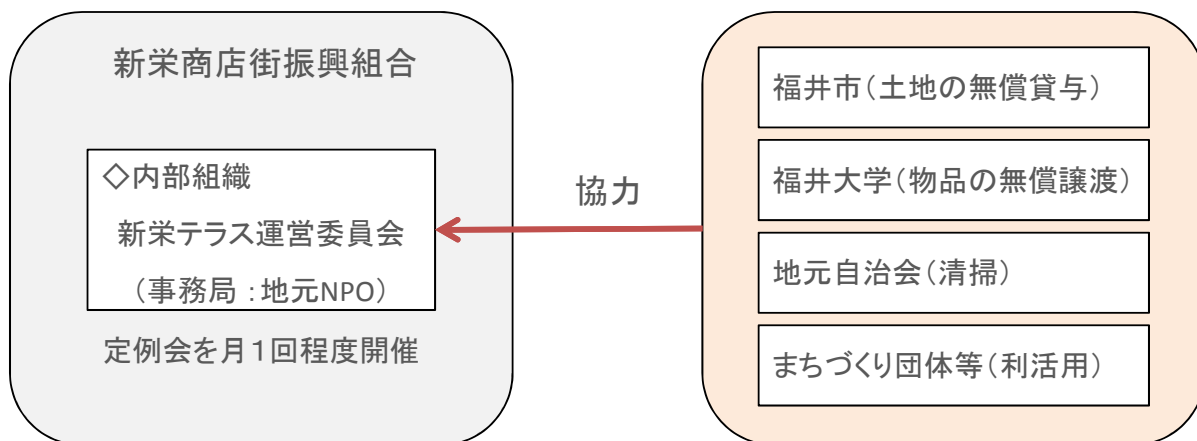 新栄商店街振興組合
◇内部組織
新栄テラス運営委員会
（事務局：地元NPO）
定例会を月１回程度開催
協力
福井市（土地の無償貸与）
福井大学（物品の無償譲渡）
地元自治会（清掃）
まちづくり団体等（利活用）